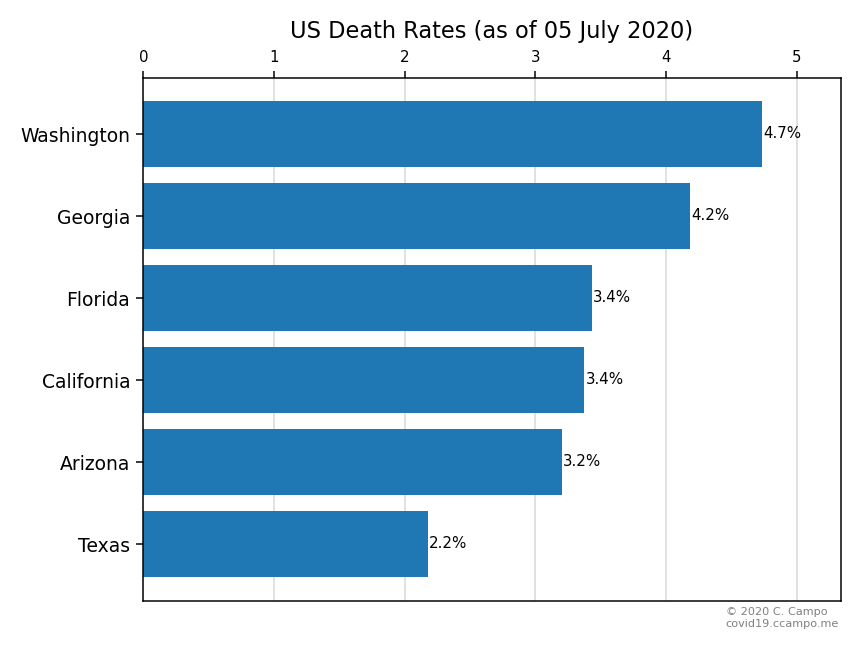 US Death Rates (as of 05 July 2020)
0 1 2 3 4 5
Washington 4.7%
Georgia 4.2%
Florida 3.4%
California 3.4%
Arizona 3.2%
Texas 2.2%
© 2020 C. Campo
covid19.ccampo.me